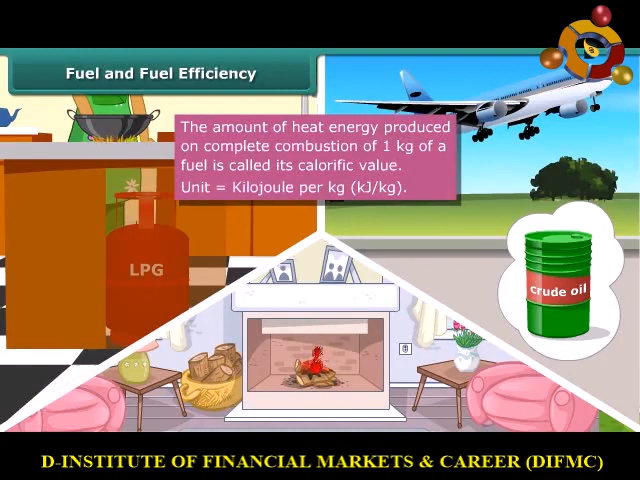 Fuel and Fuel Efficiency
The amount of heat energy produced
on complete combustion of 1 kg of a
fuel is called its calorific value.
Unit = Kilojoule per kg (kJ/kg).
LPG
crude oil
D-INSTITUTE OF FINANCIAL MARKETS & CAREER (DIFMC)